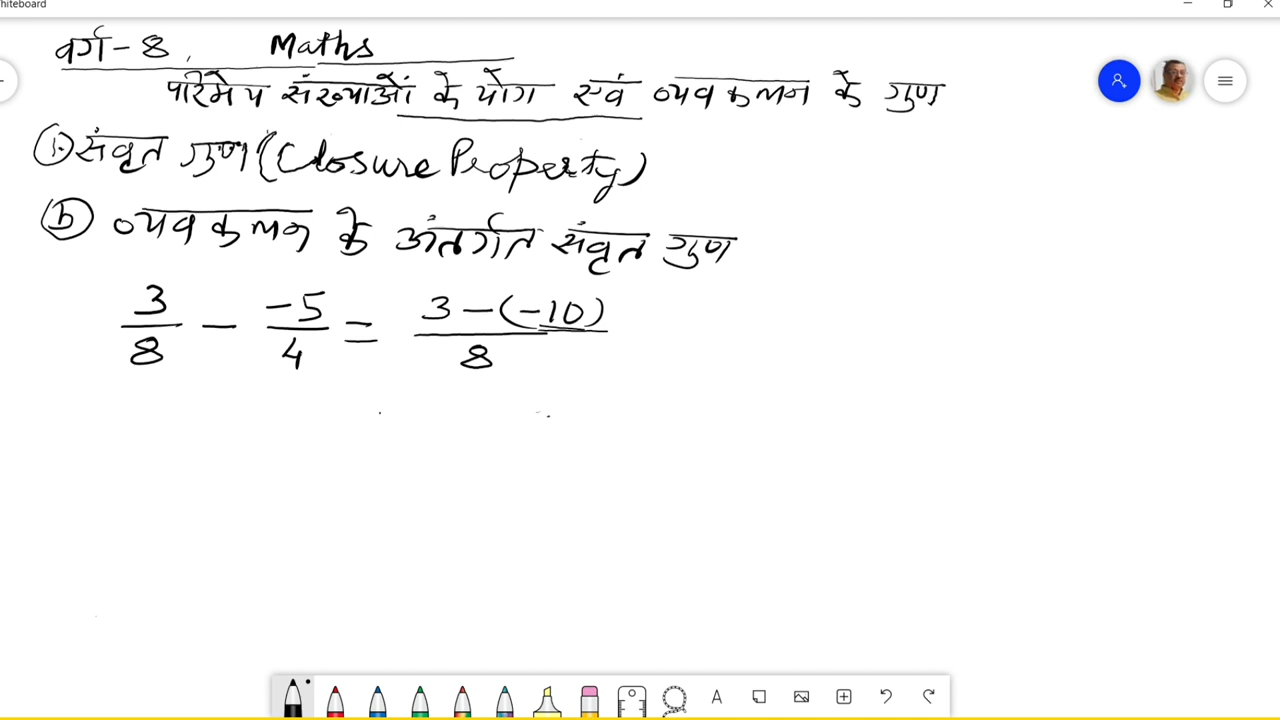 hiteboard
वर्ग - 8, Maths
परिमेय संख्याओं के योग एवं व्यवकलन के गुण
1. संवृत गुण (Closure Property)
(b) व्यवकलन के अंतर्गत संवृत गुण
3/8 - -5/4 = 3-(-10)/8
A